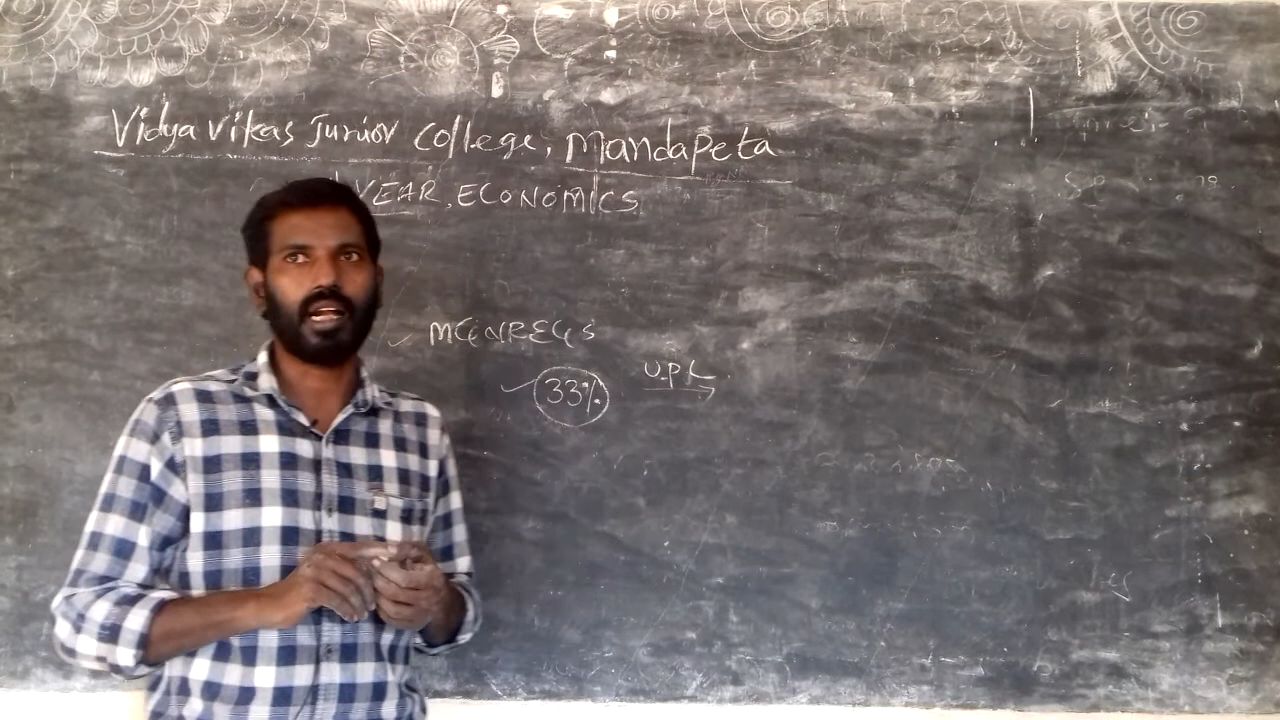 Vidya Vikas Junior College, Mandapeta
YEAR, ECONOMICS
MGNREGS
33%
U.P.L